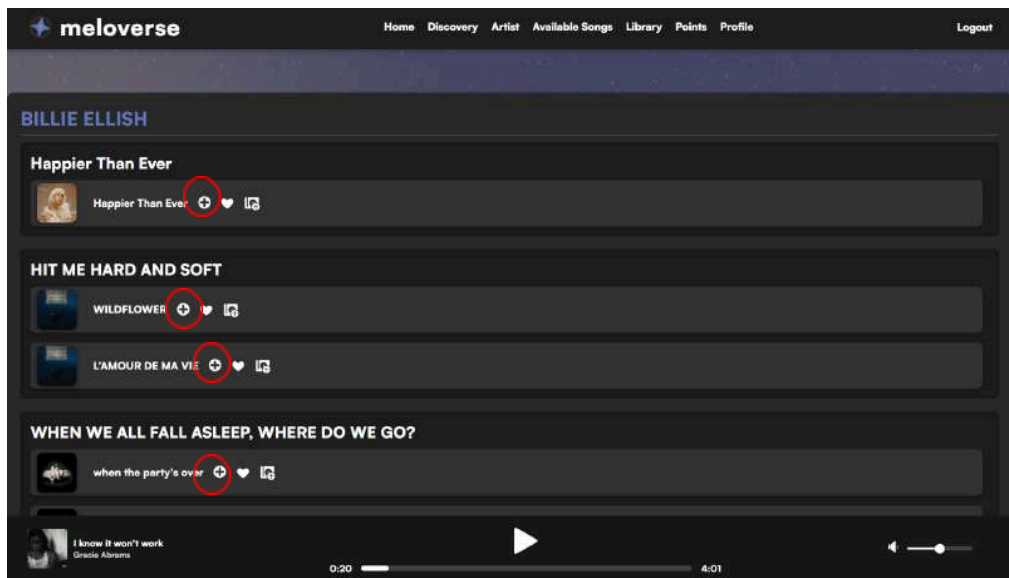 meloverse
Home Discovery Artist Available Songs Library Points Profile
Logout
BILLIE ELLISH
Happier Than Ever
Happier Than Ever
HIT ME HARD AND SOFT
WILDFLOWER
L'AMOUR DE MA VIE
WHEN WE ALL FALL ASLEEP, WHERE DO WE GO?
when the party's over
I know it won't work
Gracie Abrams
0:20 4:01